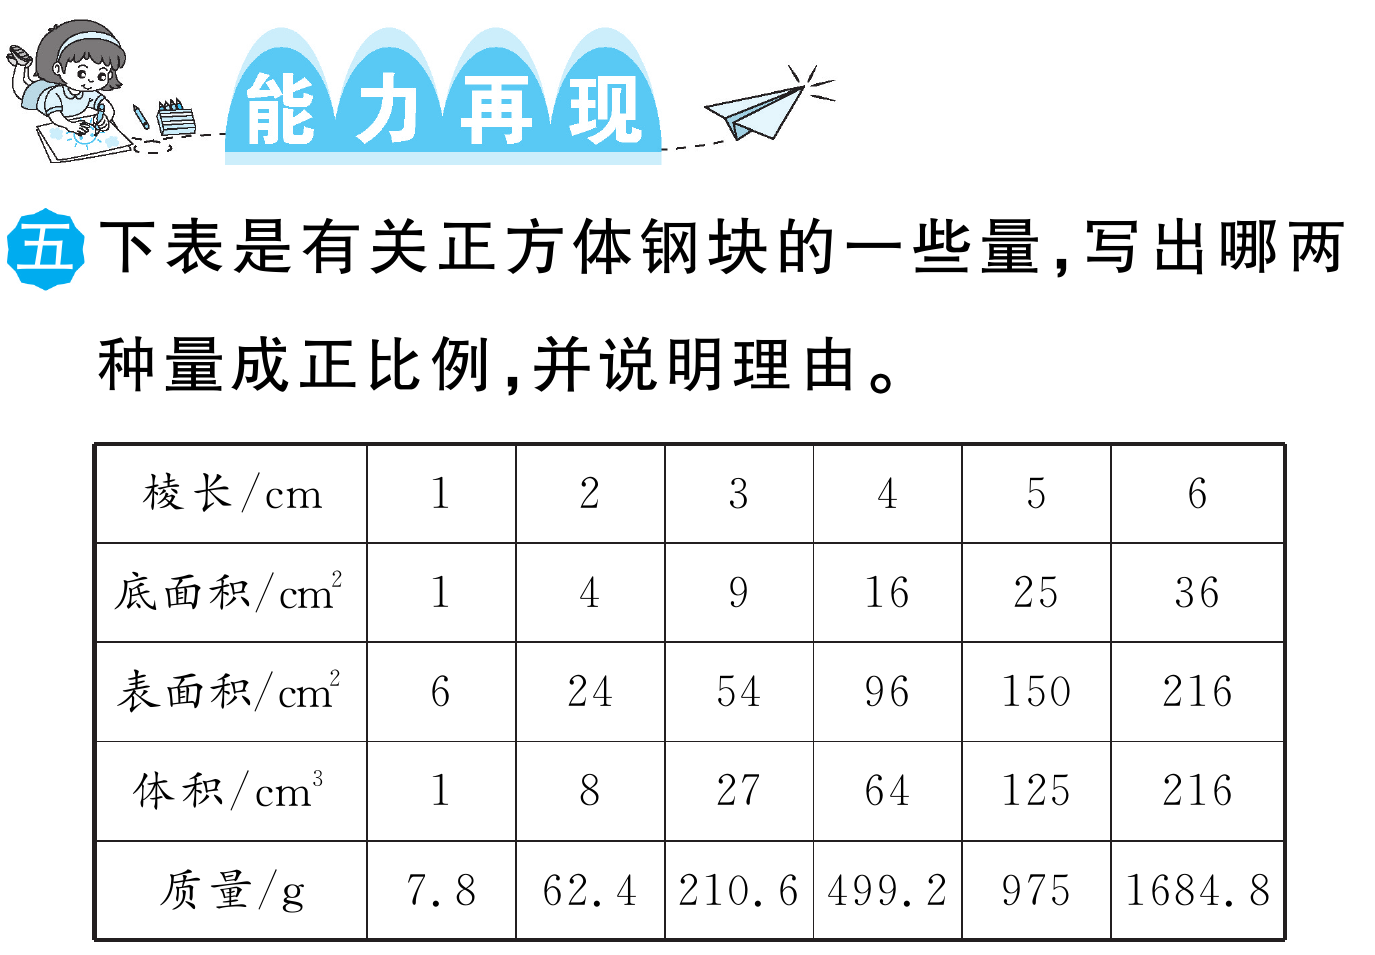 能力再现
五 下表是有关正方体钢块的一些量,写出哪两
种量成正比例,并说明理由。
棱长/cm 1 2 3 4 5 6
底面积/cm² 1 4 9 16 25 36
表面积/cm² 6 24 54 96 150 216
体积/cm³ 1 8 27 64 125 216
质量/g 7.8 62.4 210.6 499.2 975 1684.8